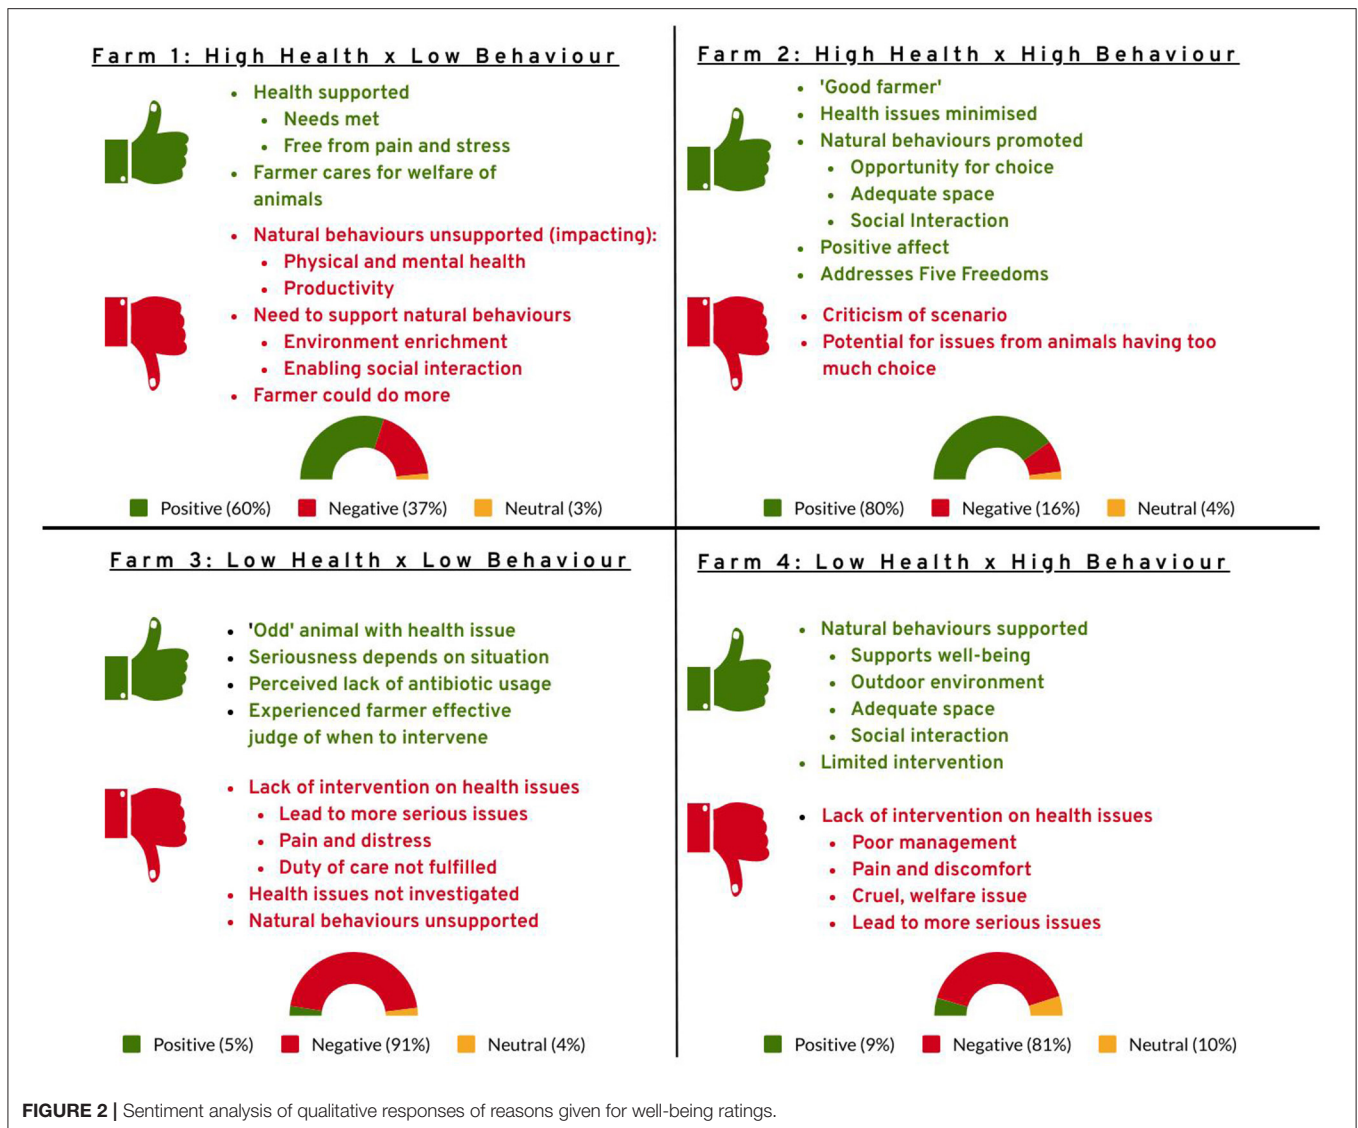 Farm 1: High Health x Low Behaviour
• Health supported
• Needs met
• Free from pain and stress
• Farmer cares for welfare of
animals
• Natural behaviours unsupported (impacting):
• Physical and mental health
• Productivity
• Need to support natural behaviours
• Environment enrichment
• Enabling social interaction
• Farmer could do more
Positive (60%) Negative (37%) Neutral (3%)
Farm 2: High Health x High Behaviour
• 'Good farmer'
• Health issues minimised
• Natural behaviours promoted
• Opportunity for choice
• Adequate space
• Social Interaction
• Positive affect
• Addresses Five Freedoms
• Criticism of scenario
• Potential for issues from animals having too
much choice
Positive (80%) Negative (16%) Neutral (4%)
Farm 3: Low Health x Low Behaviour
• 'Odd' animal with health issue
• Seriousness depends on situation
• Perceived lack of antibiotic usage
• Experienced farmer effective
judge of when to intervene
• Lack of intervention on health issues
• Lead to more serious issues
• Pain and distress
• Duty of care not fulfilled
• Health issues not investigated
• Natural behaviours unsupported
Positive (5%) Negative (91%) Neutral (4%)
Farm 4: Low Health x High Behaviour
• Natural behaviours supported
• Supports well-being
• Outdoor environment
• Adequate space
• Social interaction
• Limited intervention
• Lack of intervention on health issues
• Poor management
• Pain and discomfort
• Cruel, welfare issue
• Lead to more serious issues
Positive (9%) Negative (81%) Neutral (10%)
FIGURE 2 | Sentiment analysis of qualitative responses of reasons given for well-being ratings.